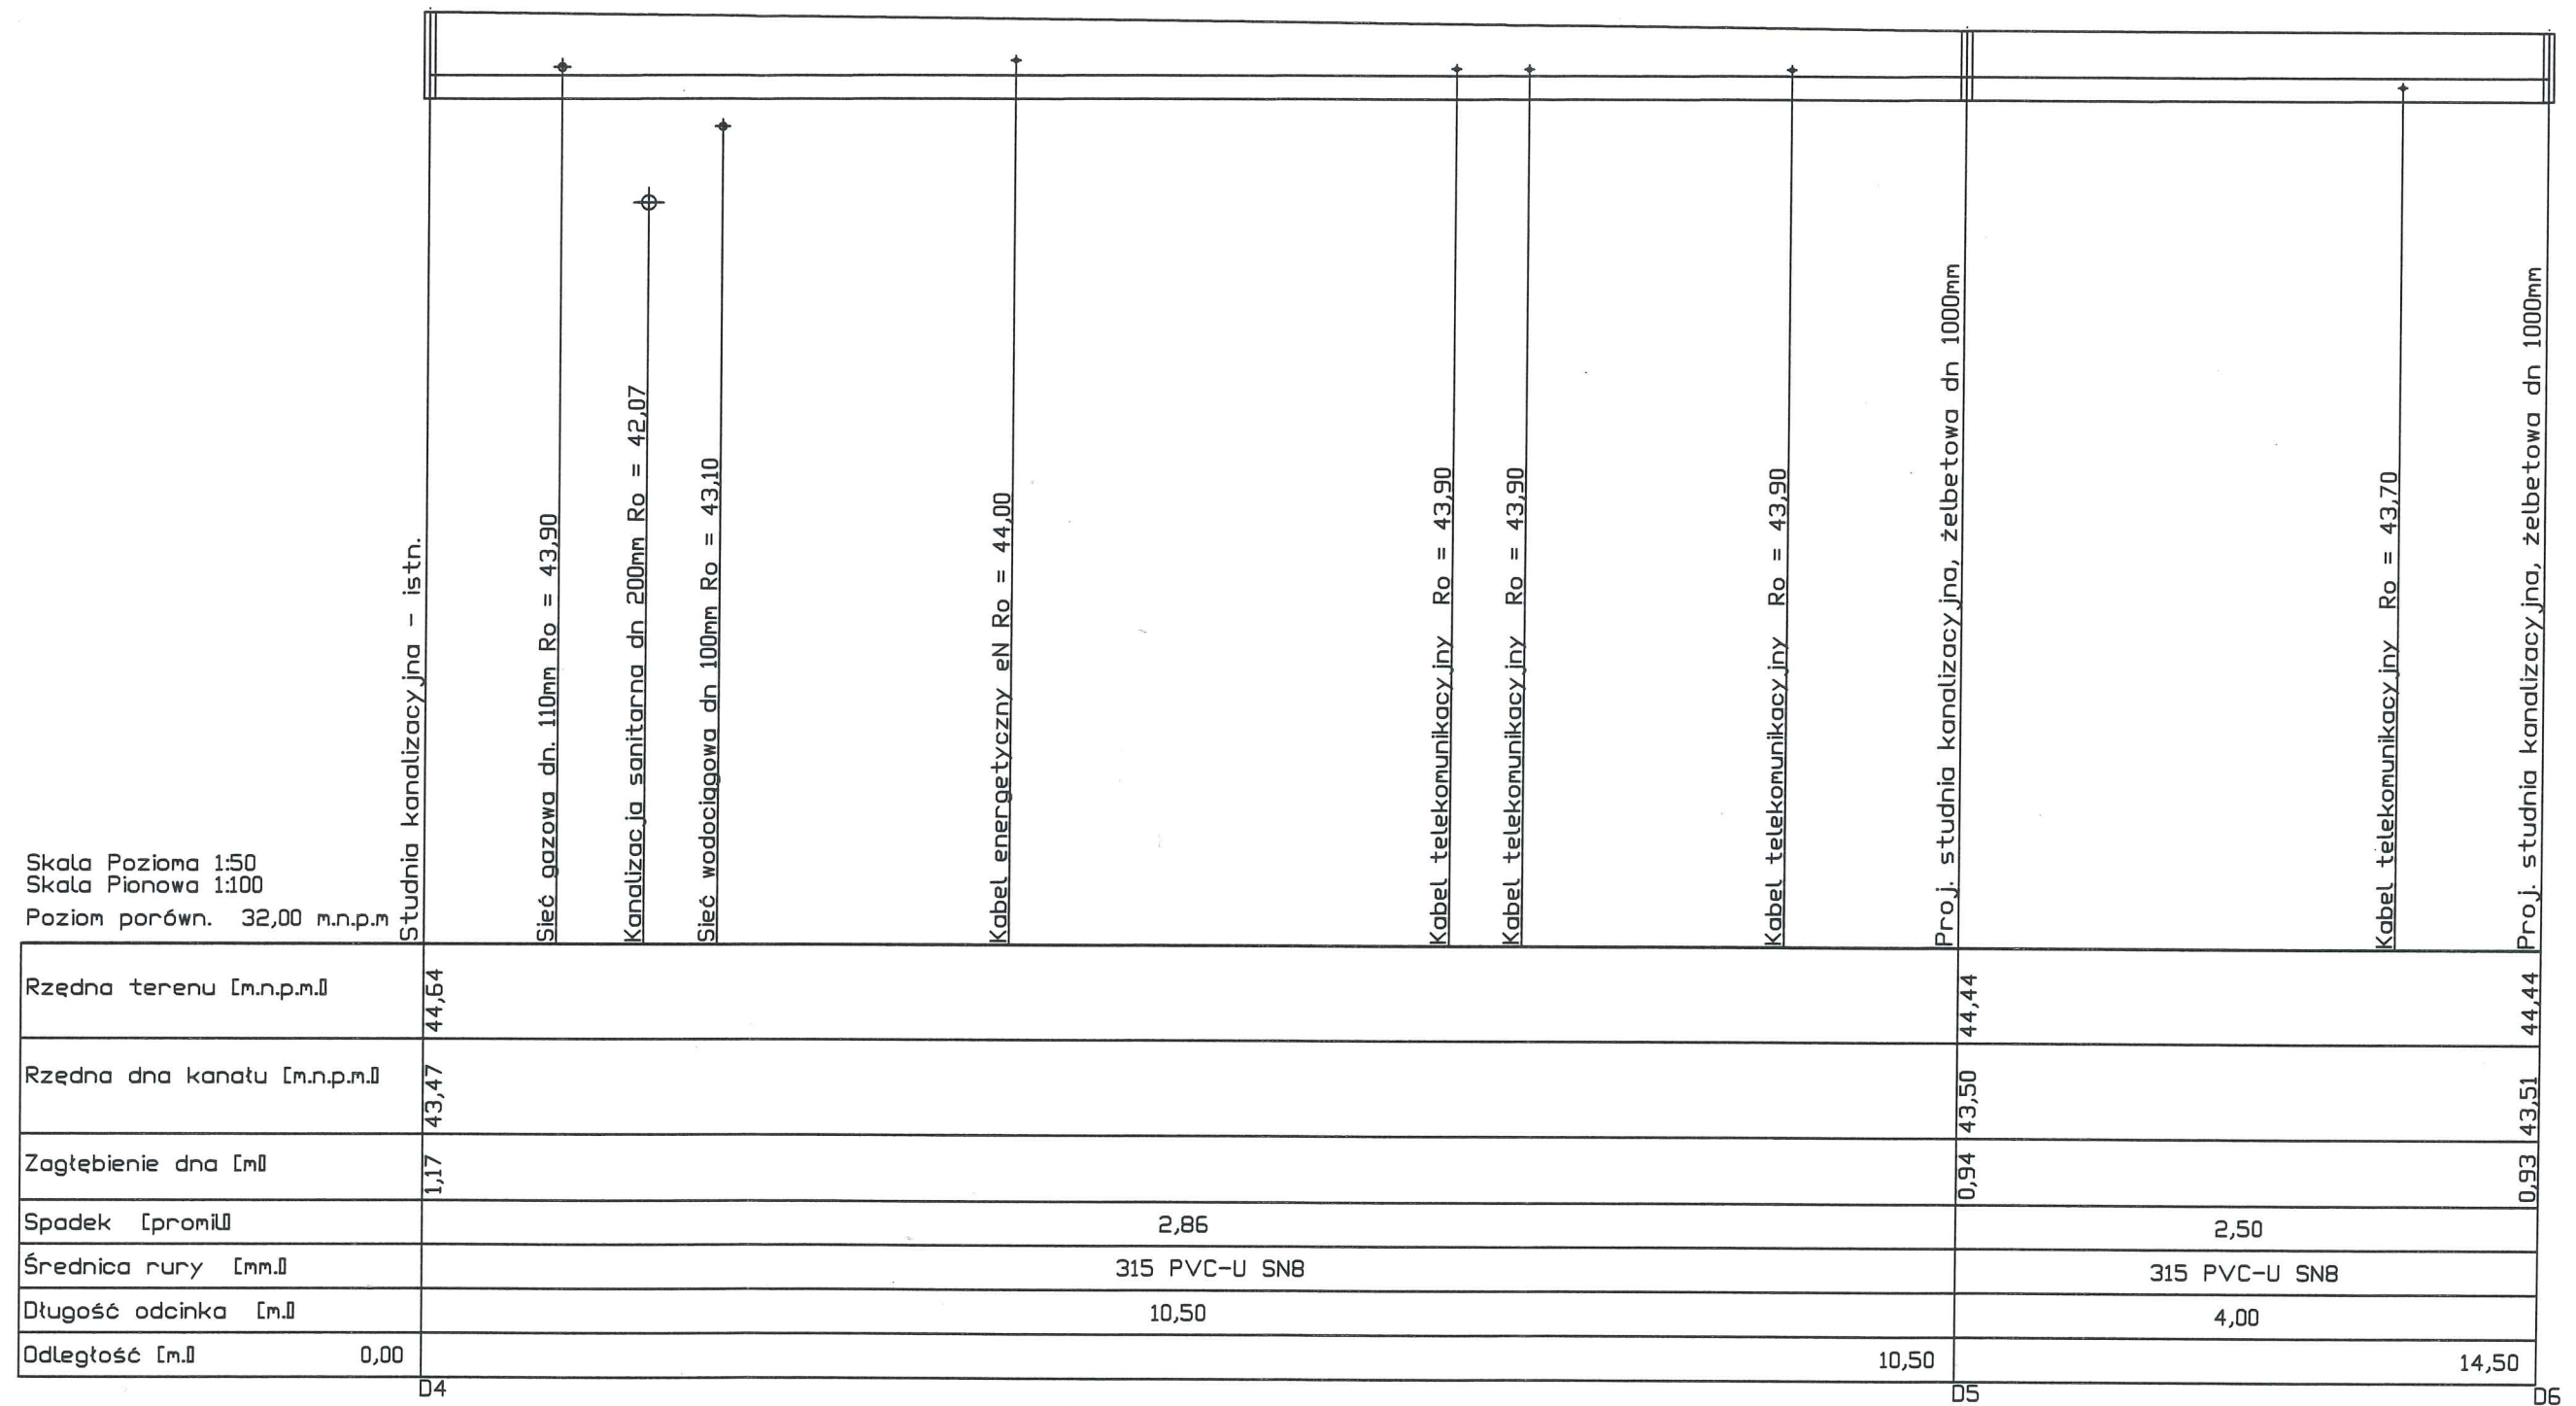 Studnia kanalizacyjna - istn.
Sieć gazowa dn. 110mm Ro = 43,90
Kanalizacja sanitarna dn 200mm Ro = 42,07
Sieć wodociągowa dn 100mm Ro = 43,10
Kabel energetyczny eN Ro = 44,00
Kabel telekomunikacyjny Ro = 43,90
Kabel telekomunikacyjny Ro = 43,90
Kabel telekomunikacyjny Ro = 43,90
Proj. studnia kanalizacyjna, żelbetowa dn 1000mm
Kabel telekomunikacyjny Ro = 43,70
Proj. studnia kanalizacyjna, żelbetowa dn 1000mm
Skala Pozioma 1:50
Skala Pionowa 1:100
Poziom porówn. 32,00 m.n.p.m
Rzędna terenu [m.n.p.m.] 44,64 44,44 44,44
Rzędna dna kanału [m.n.p.m.] 43,47 43,50 43,51
Zagłębienie dna [m] 1,17 0,94 0,93
Spadek [promil] 2,86 2,50
Średnica rury [mm.] 315 PVC-U SN8 315 PVC-U SN8
Długość odcinka [m.] 10,50 4,00
Odległość [m.] 0,00 10,50 14,50
D4 D5 D6